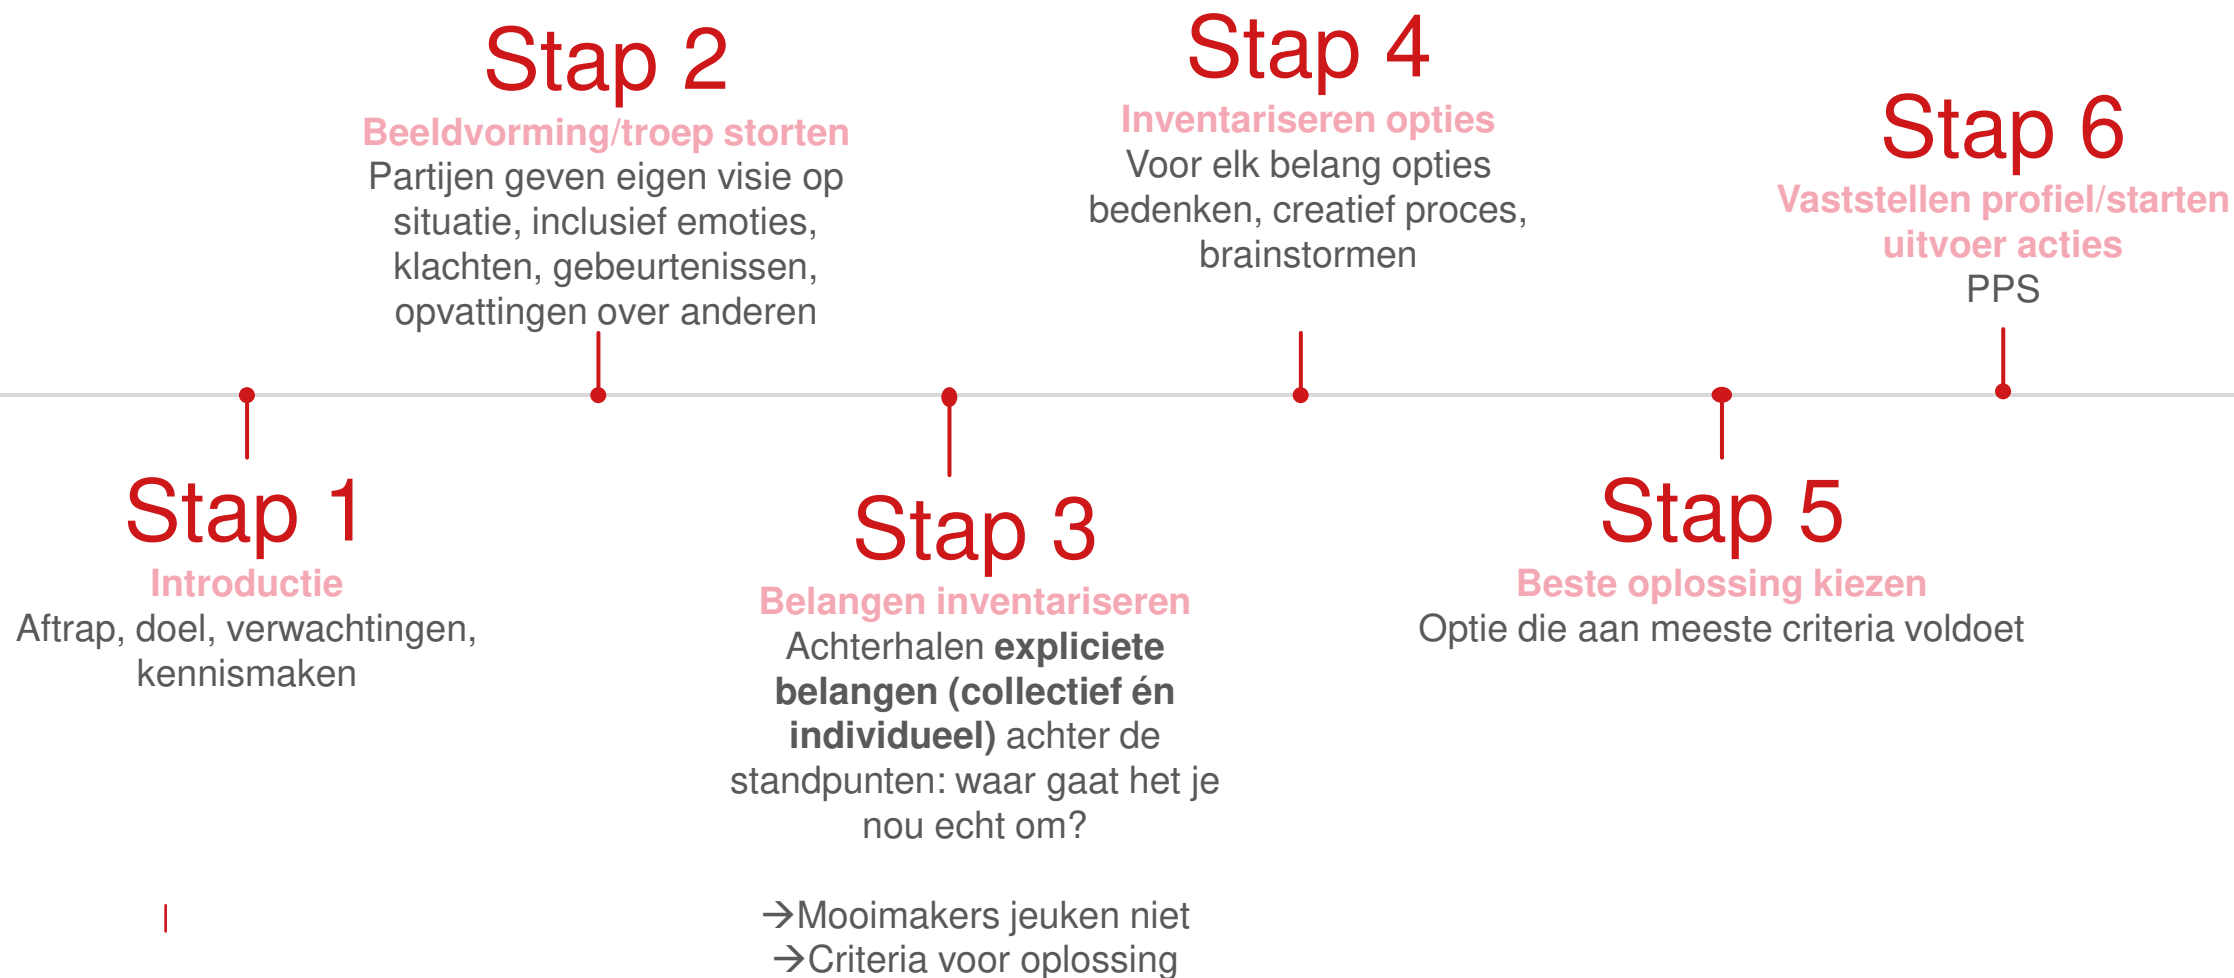 Stap 1
Introductie
Aftrap, doel, verwachtingen,
kennismaken
Stap 2
Beeldvorming/troep storten
Partijen geven eigen visie op
situatie, inclusief emoties,
klachten, gebeurtenissen,
opvattingen over anderen
Stap 3
Belangen inventariseren
Achterhalen expliciete
belangen (collectief én
individueel) achter de
standpunten: waar gaat het je
nou echt om?
→Mooimakers jeuken niet
→Criteria voor oplossing
Stap 4
Inventariseren opties
Voor elk belang opties
bedenken, creatief proces,
brainstormen
Stap 5
Beste oplossing kiezen
Optie die aan meeste criteria voldoet
Stap 6
Vaststellen profiel/starten
uitvoer acties
PPS